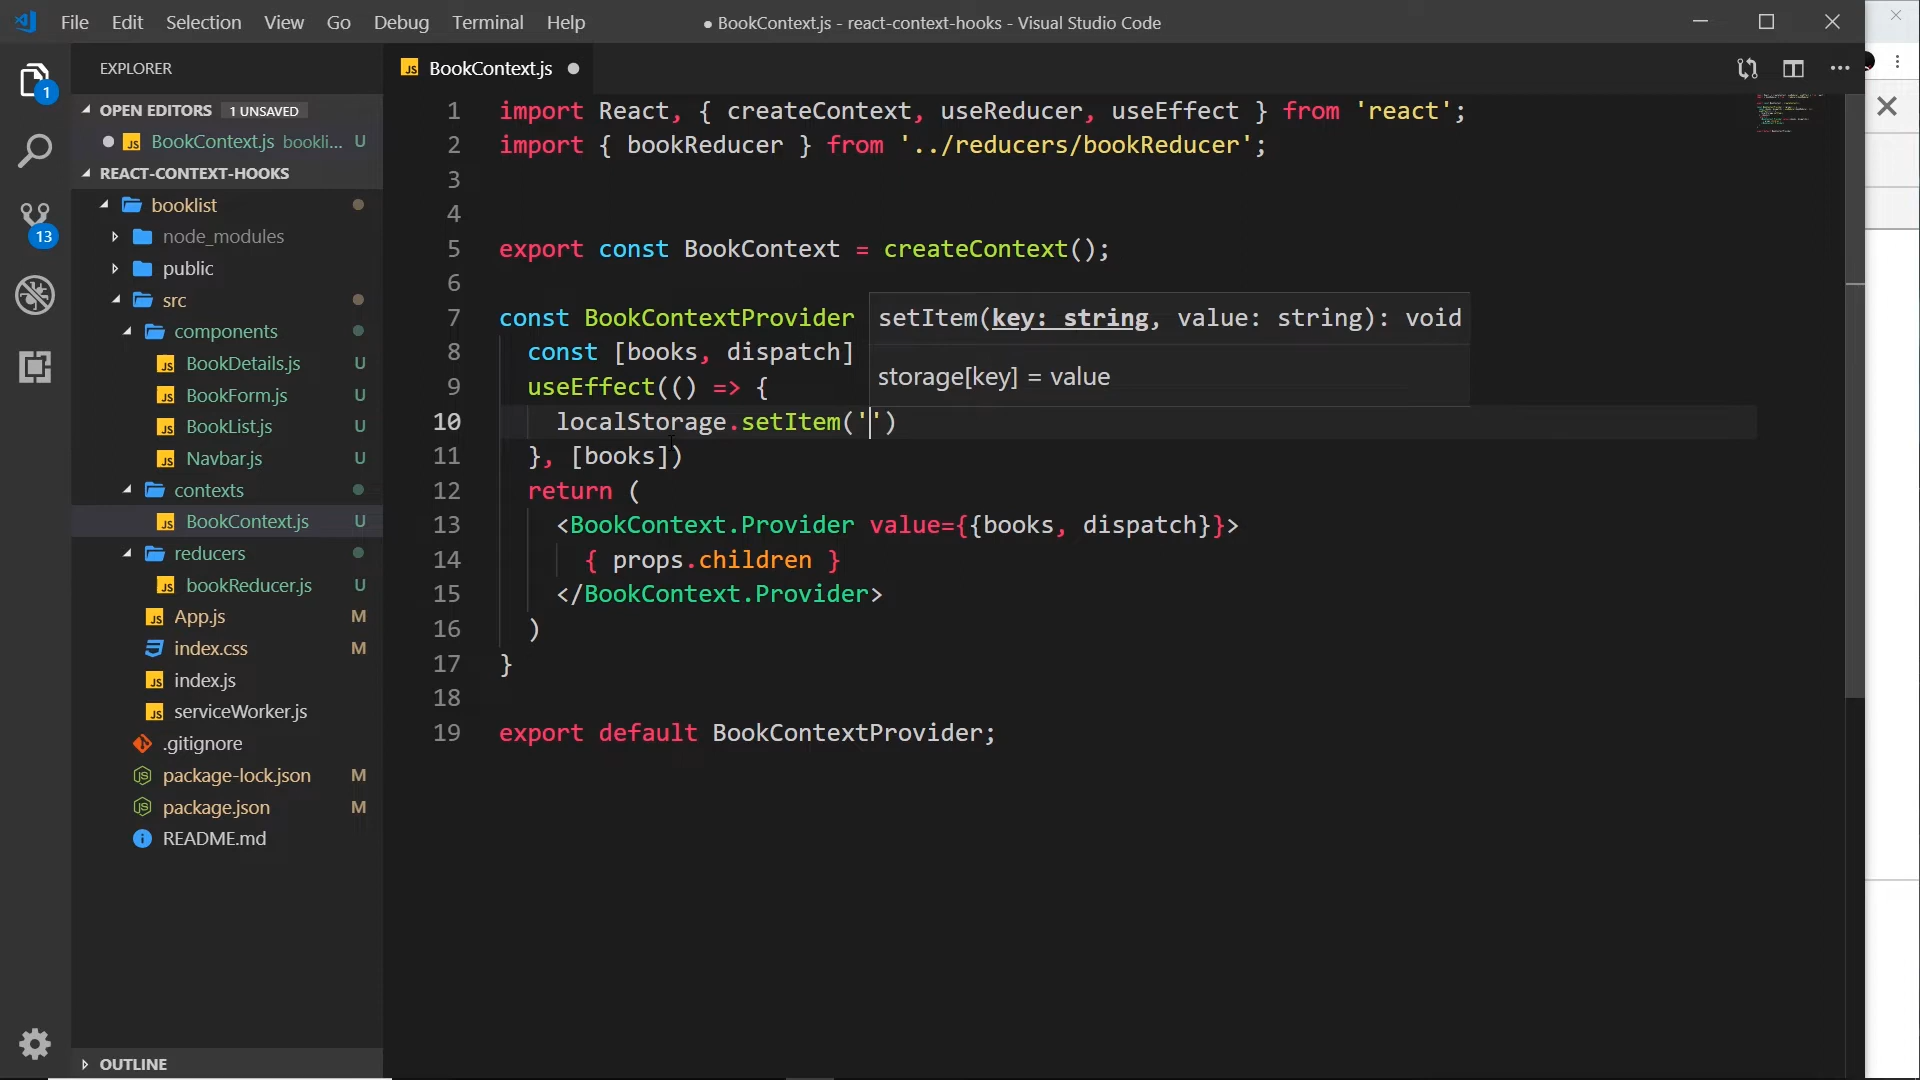 File Edit Selection View Go Debug Terminal Help
● BookContext.js - react-context-hooks - Visual Studio Code
EXPLORER
OPEN EDITORS 1 UNSAVED
BookContext.js bookli... U
REACT-CONTEXT-HOOKS
booklist
node_modules
public
src
components
BookDetails.js U
BookForm.js U
BookList.js U
Navbar.js U
contexts
BookContext.js U
reducers
bookReducer.js U
App.js M
index.css M
index.js
serviceWorker.js
.gitignore
package-lock.json M
package.json M
README.md
OUTLINE
1
13
BookContext.js
1 import React, { createContext, useReducer, useEffect } from 'react';
2 import { bookReducer } from '../reducers/bookReducer';
3
4
5 export const BookContext = createContext();
6
7 const BookContextProvider
setItem(key: string, value: string): void
8 const [books, dispatch]
storage[key] = value
9 useEffect(() => {
10 localStorage.setItem('')
11 }, [books])
12 return (
13 <BookContext.Provider value={{books, dispatch}}>
14 { props.children }
15 </BookContext.Provider>
16 )
17 }
18
19 export default BookContextProvider;